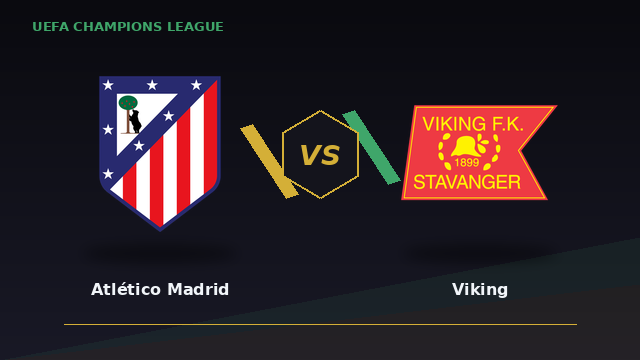 UEFA CHAMPIONS LEAGUE
VS
VIKING F.K.
1899
STAVANGER
Atlético Madrid
Viking